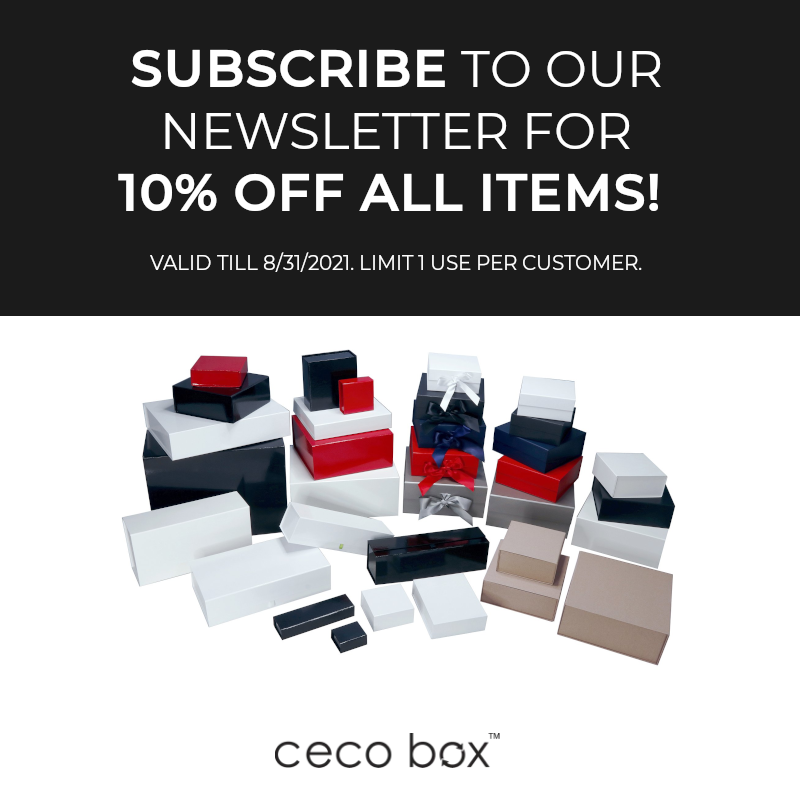 SUBSCRIBE TO OUR
NEWSLETTER FOR
10% OFF ALL ITEMS!
VALID TILL 8/31/2021. LIMIT 1 USE PER CUSTOMER.
ceco box™